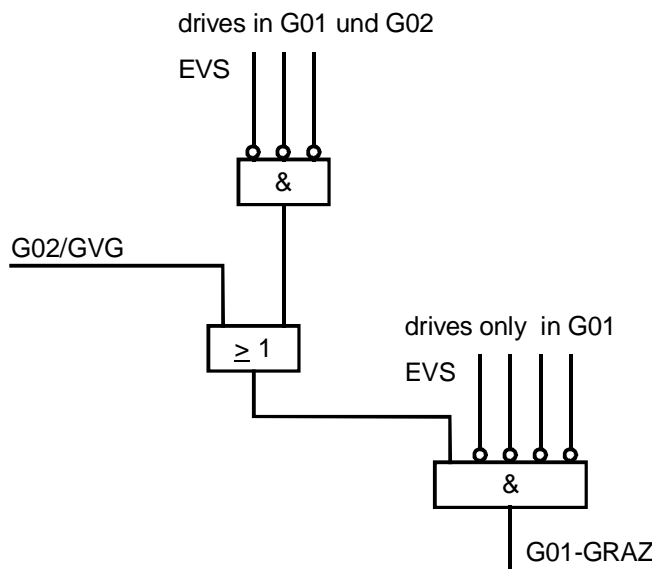 drives in G01 und G02
EVS
&
G02/GVG
≥ 1
drives only in G01
EVS
&
G01-GRAZ